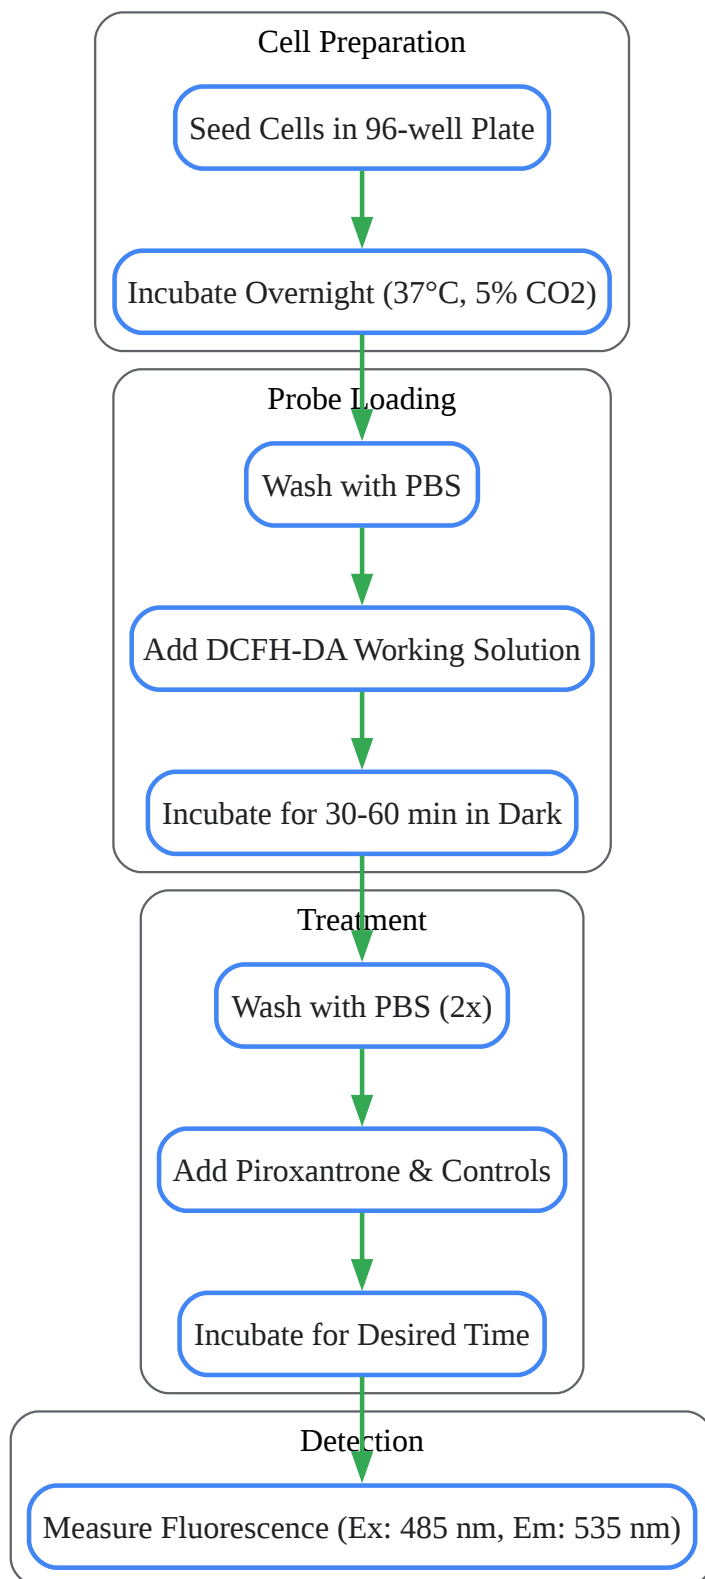 Cell Preparation
Seed Cells in 96-well Plate
Incubate Overnight (37°C, 5% CO2)
Probe Loading
Wash with PBS
Add DCFH-DA Working Solution
Incubate for 30-60 min in Dark
Treatment
Wash with PBS (2x)
Add Piroxantrone & Controls
Incubate for Desired Time
Detection
Measure Fluorescence (Ex: 485 nm, Em: 535 nm)